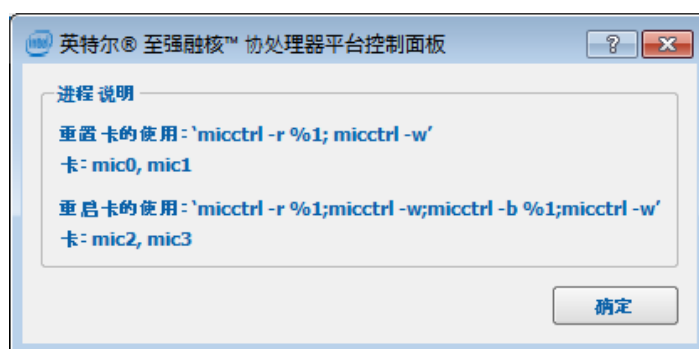 英特尔® 至强融核™ 协处理器平台控制面板
进程 说明
重置 卡的使用:‘micctrl -r %1; micctrl -w’
卡: mic0, mic1
重启 卡的使用:‘micctrl -r %1;micctrl -w;micctrl -b %1;micctrl -w’
卡: mic2, mic3
确定